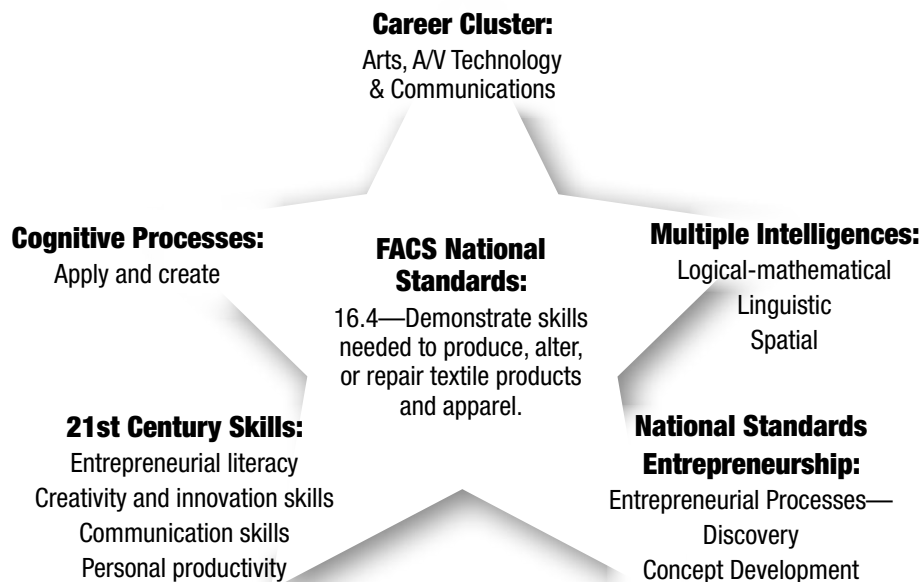 Career Cluster:
Arts, A/V Technology
& Communications
Cognitive Processes:
Apply and create
FACS National
Standards:
16.4—Demonstrate skills
needed to produce, alter,
or repair textile products
and apparel.
Multiple Intelligences:
Logical-mathematical
Linguistic
Spatial
21st Century Skills:
Entrepreneurial literacy
Creativity and innovation skills
Communication skills
Personal productivity
National Standards
Entrepreneurship:
Entrepreneurial Processes—
Discovery
Concept Development